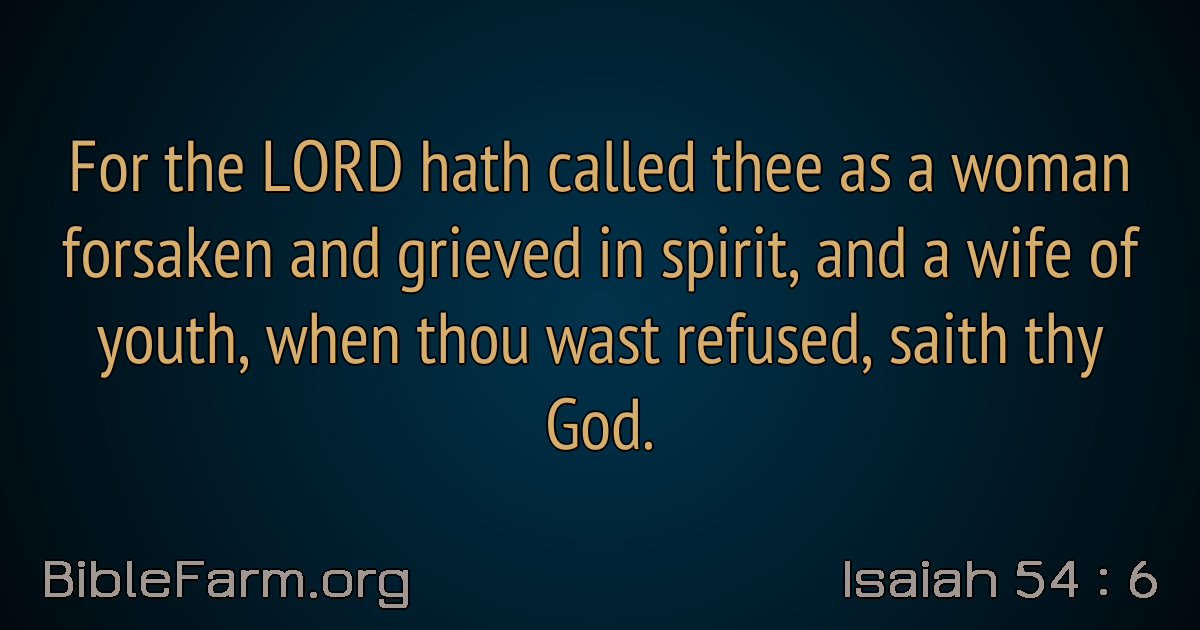 For the LORD hath called thee as a woman
forsaken and grieved in spirit, and a wife of
youth, when thou wast refused, saith thy
God.
BibleFarm.org
Isaiah 54 : 6